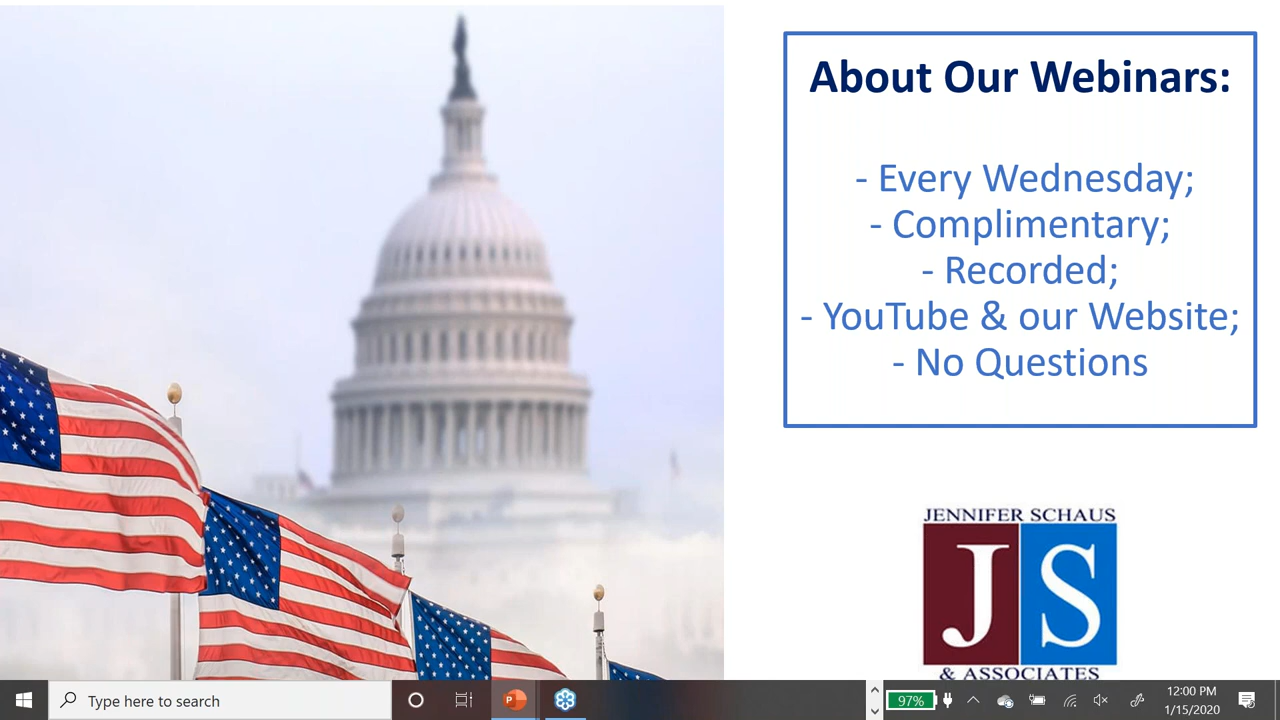 About Our Webinars:
- Every Wednesday;
- Complimentary;
- Recorded;
- YouTube & our Website;
- No Questions
JENNIFER SCHAUS
JS
& ASSOCIATES
Type here to search
97%
12:00 PM
1/15/2020